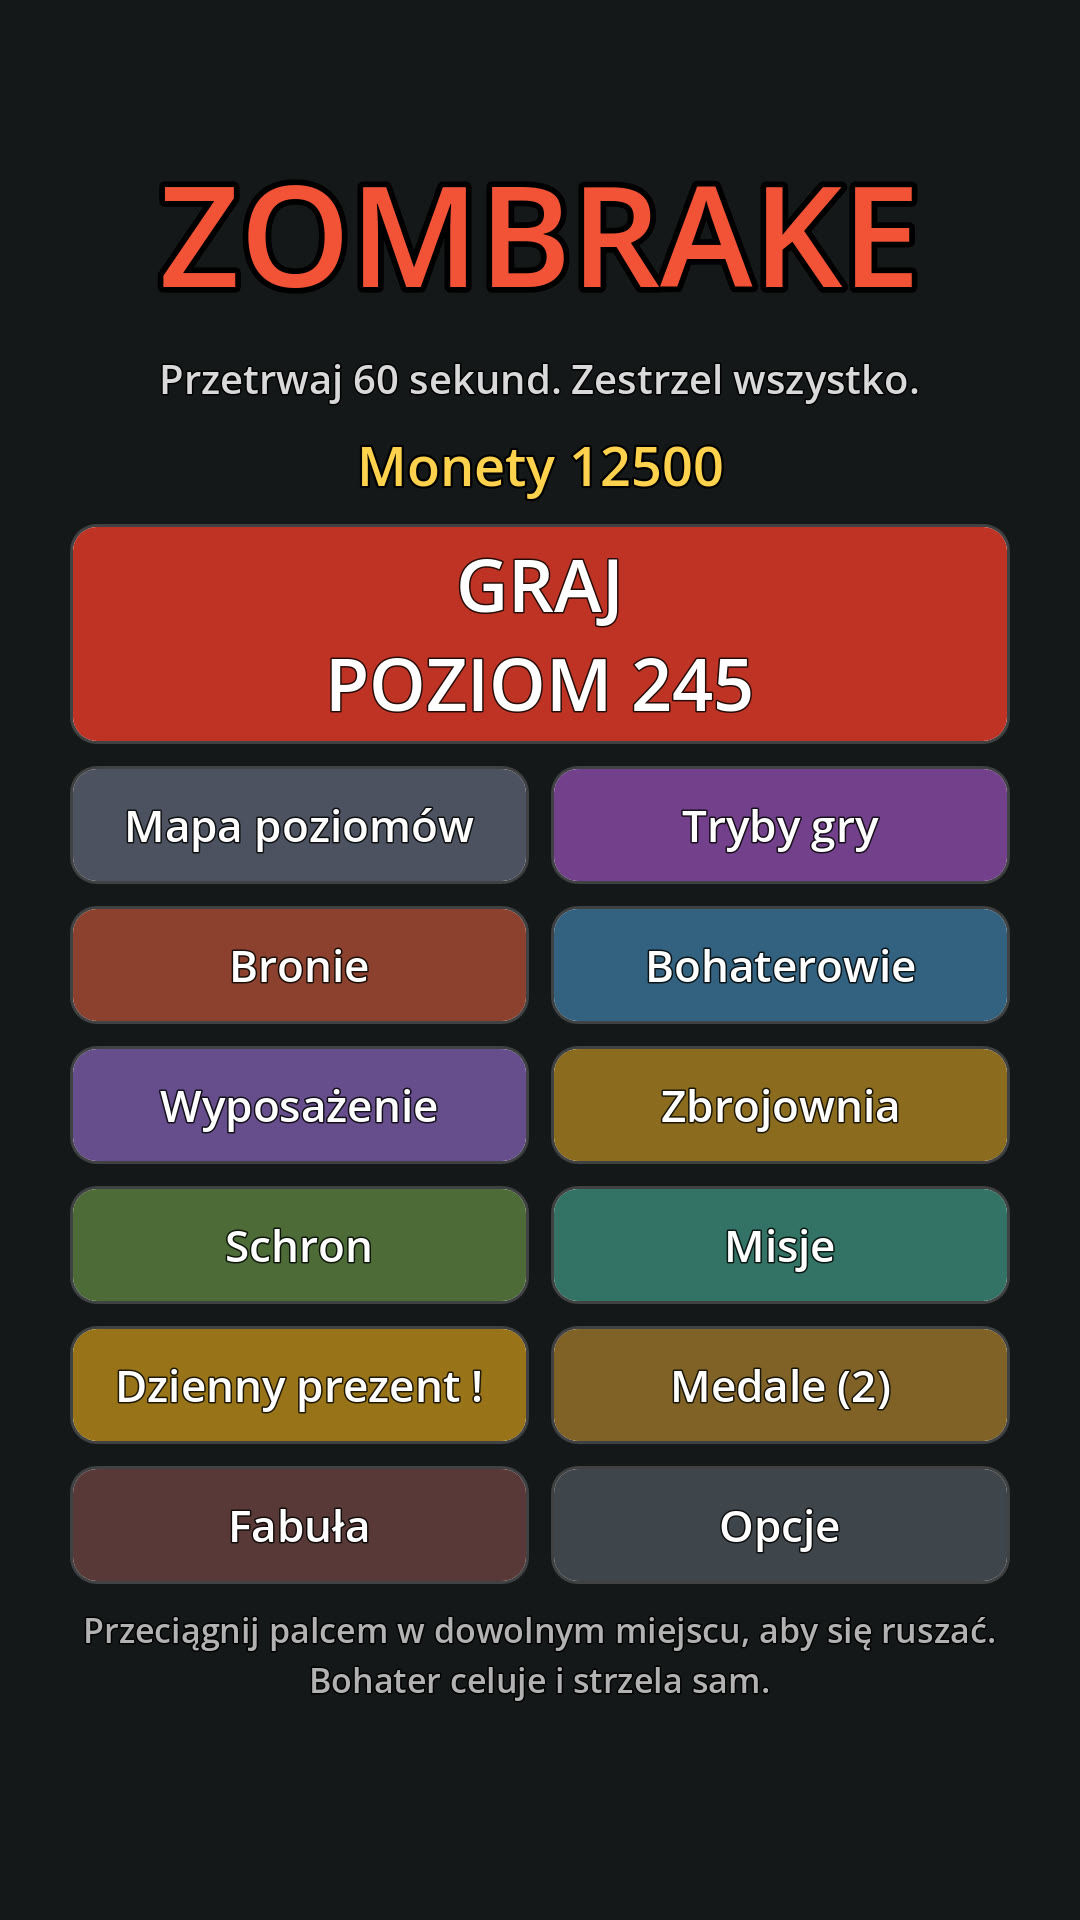 ZOMBRAKE
Przetrwaj 60 sekund. Zestrzel wszystko.
Monety 12500
GRAJ
POZIOM 245
Mapa poziomów
Tryby gry
Bronie
Bohaterowie
Wyposażenie
Zbrojownia
Schron
Misje
Dzienny prezent !
Medale (2)
Fabuła
Opcje
Przeciągnij palcem w dowolnym miejscu, aby się ruszać.
Bohater celuje i strzela sam.